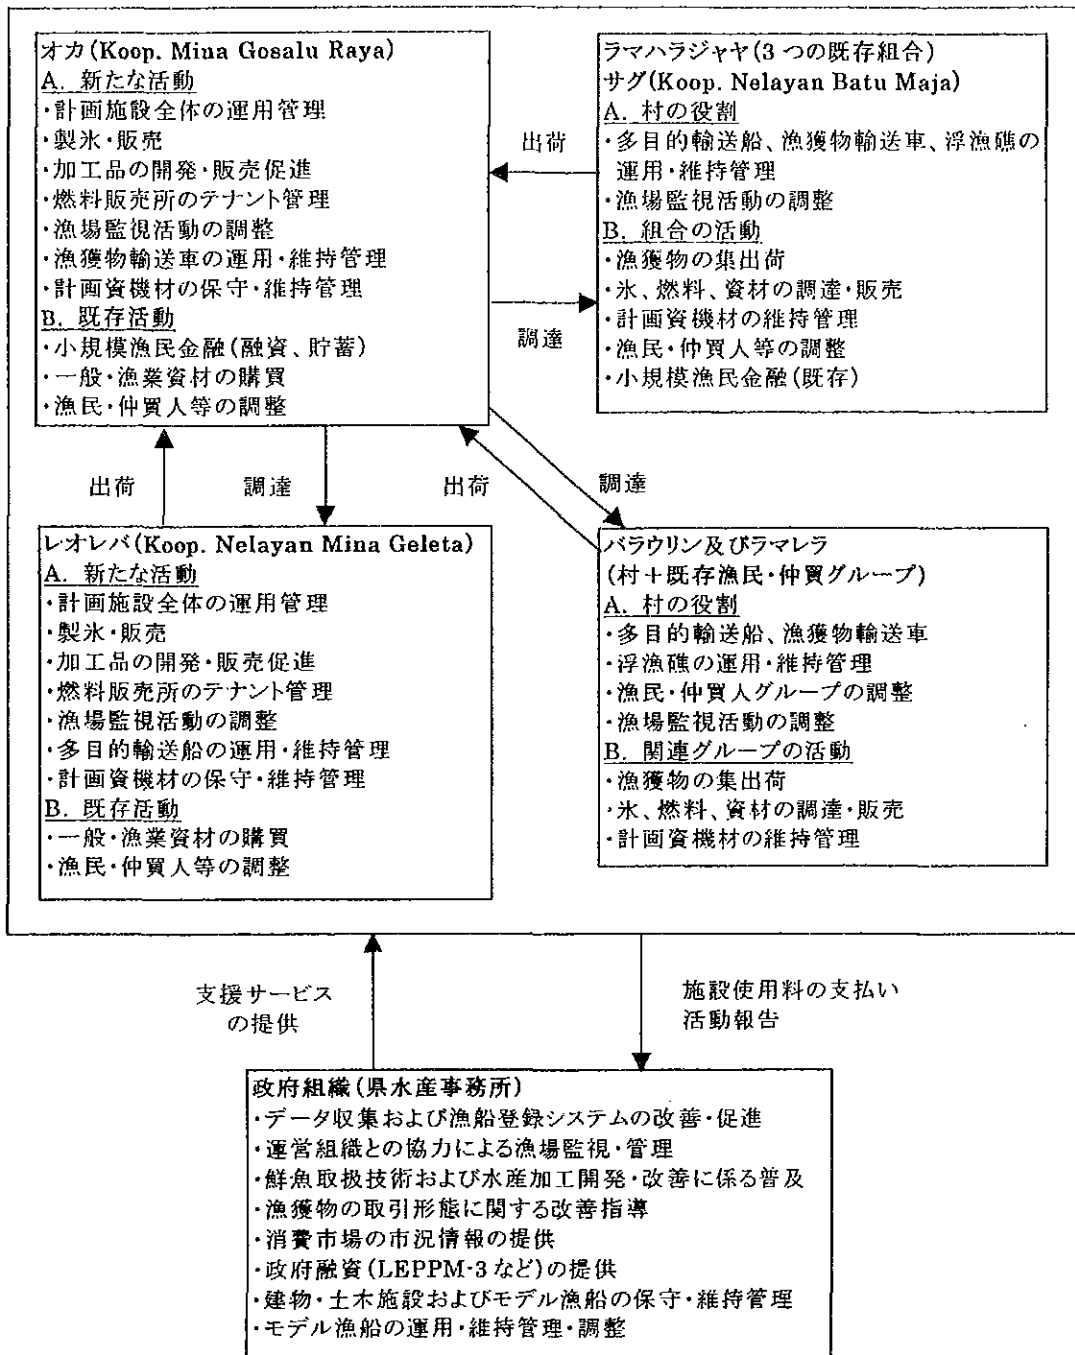 オカ(Koop. Mina Gosalu Raya)
A. 新たな活動
・計画施設全体の運用管理
・製氷・販売
・加工品の開発・販売促進
・燃料販売所のテナント管理
・漁場監視活動の調整
・漁獲物輸送車の運用・維持管理
・計画資機材の保守・維持管理
B. 既存活動
・小規模漁民金融(融資、貯蓄)
・一般・漁業資材の購買
・漁民・仲買人等の調整
出荷
調達
ラマハラジャヤ(3つの既存組合)
サグ(Koop. Nelayan Batu Maja)
A. 村の役割
・多目的輸送船、漁獲物輸送車、浮漁礁の
運用・維持管理
・漁場監視活動の調整
B. 組合の活動
・漁獲物の集出荷
・氷、燃料、資材の調達・販売
・計画資機材の維持管理
・漁民・仲買人等の調整
・小規模漁民金融(既存)
出荷
調達
出荷
調達
レオレバ(Koop. Nelayan Mina Geleta)
A. 新たな活動
・計画施設全体の運用管理
・製氷・販売
・加工品の開発・販売促進
・燃料販売所のテナント管理
・漁場監視活動の調整
・多目的輸送船の運用・維持管理
・計画資機材の保守・維持管理
B. 既存活動
・一般・漁業資材の購買
・漁民・仲買人等の調整
バラウリン及びラマレラ
(村＋既存漁民・仲買グループ)
A. 村の役割
・多目的輸送船、漁獲物輸送車
・浮漁礁の運用・維持管理
・漁民・仲買人グループの調整
・漁場監視活動の調整
B. 関連グループの活動
・漁獲物の集出荷
・氷、燃料、資材の調達・販売
・計画資機材の維持管理
支援サービス
の提供
施設使用料の支払い
活動報告
政府組織(県水産事務所)
・データ収集および漁船登録システムの改善・促進
・運営組織との協力による漁場監視・管理
・鮮魚取扱技術および水産加工開発・改善に係る普及
・漁獲物の取引形態に関する改善指導
・消費市場の市況情報の提供
・政府融資(LEPPM-3など)の提供
・建物・土木施設およびモデル漁船の保守・維持管理
・モデル漁船の運用・維持管理・調整